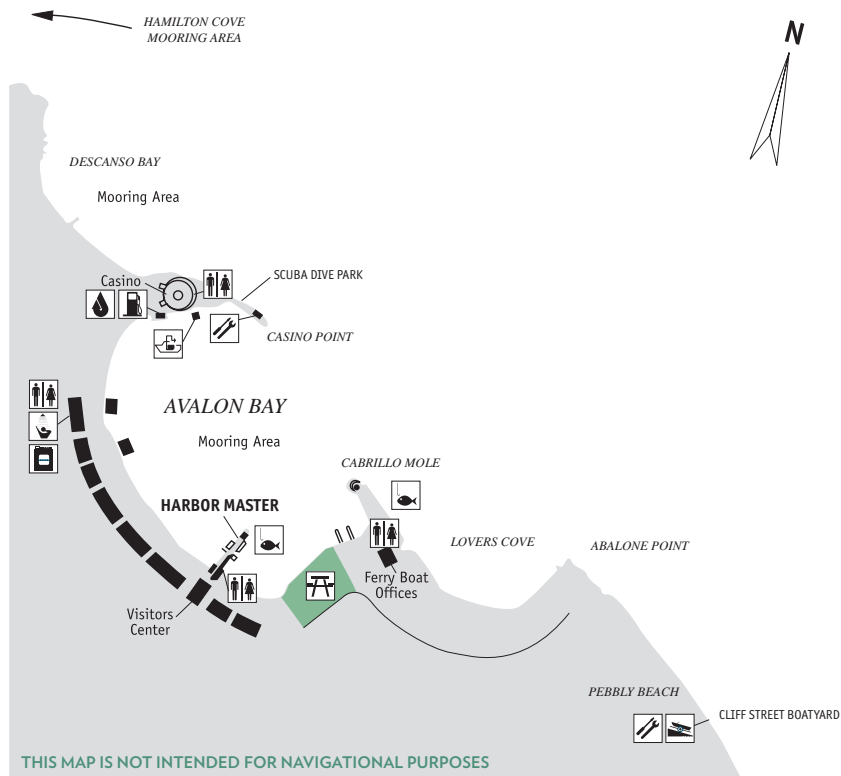 HAMILTON COVE
MOORING AREA
N
DESCANSO BAY
Mooring Area
Casino
SCUBA DIVE PARK
CASINO POINT
AVALON BAY
Mooring Area
CABRILLO MOLE
HARBOR MASTER
LOVERS COVE
ABALONE POINT
Ferry Boat
Offices
Visitors
Center
PEBBLY BEACH
CLIFF STREET BOATYARD
THIS MAP IS NOT INTENDED FOR NAVIGATIONAL PURPOSES